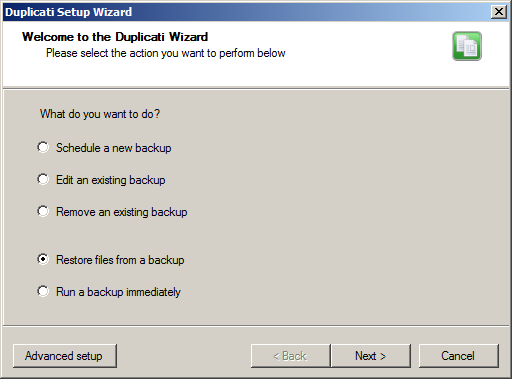 Duplicati Setup Wizard
Welcome to the Duplicati Wizard
Please select the action you want to perform below
What do you want to do?
Schedule a new backup
Edit an existing backup
Remove an existing backup
Restore files from a backup
Run a backup immediately
Advanced setup < Back Next > Cancel